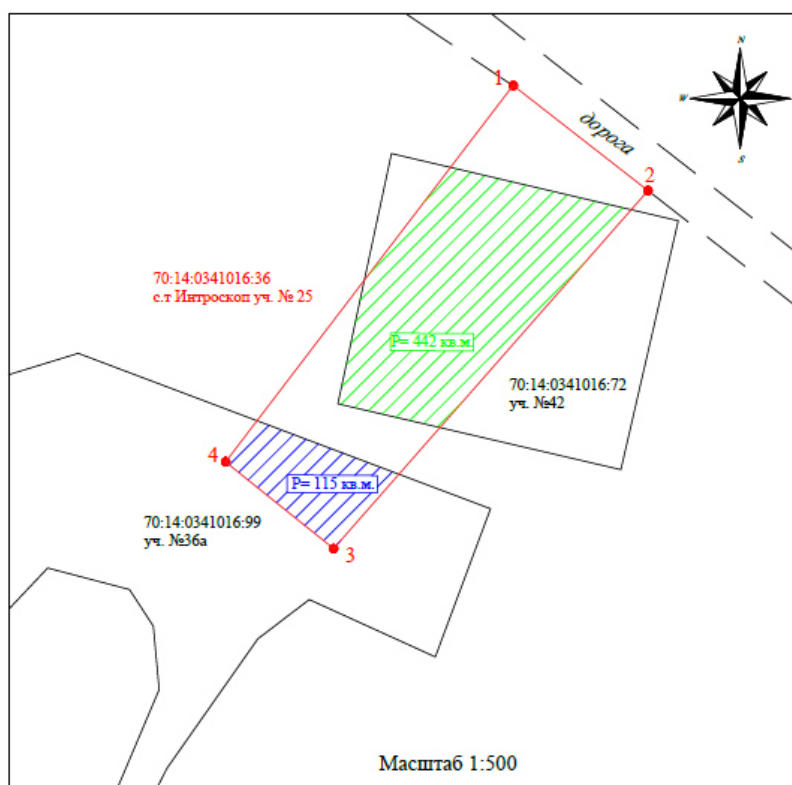 N
1
W
дорога
S
2
70:14:0341016:36
с.т Интроскоп уч. № 25
P= 442 кв.м.
70:14:0341016:72
уч. №42
4
P= 115 кв.м.
70:14:0341016:99
уч. №36а
3
Масштаб 1:500